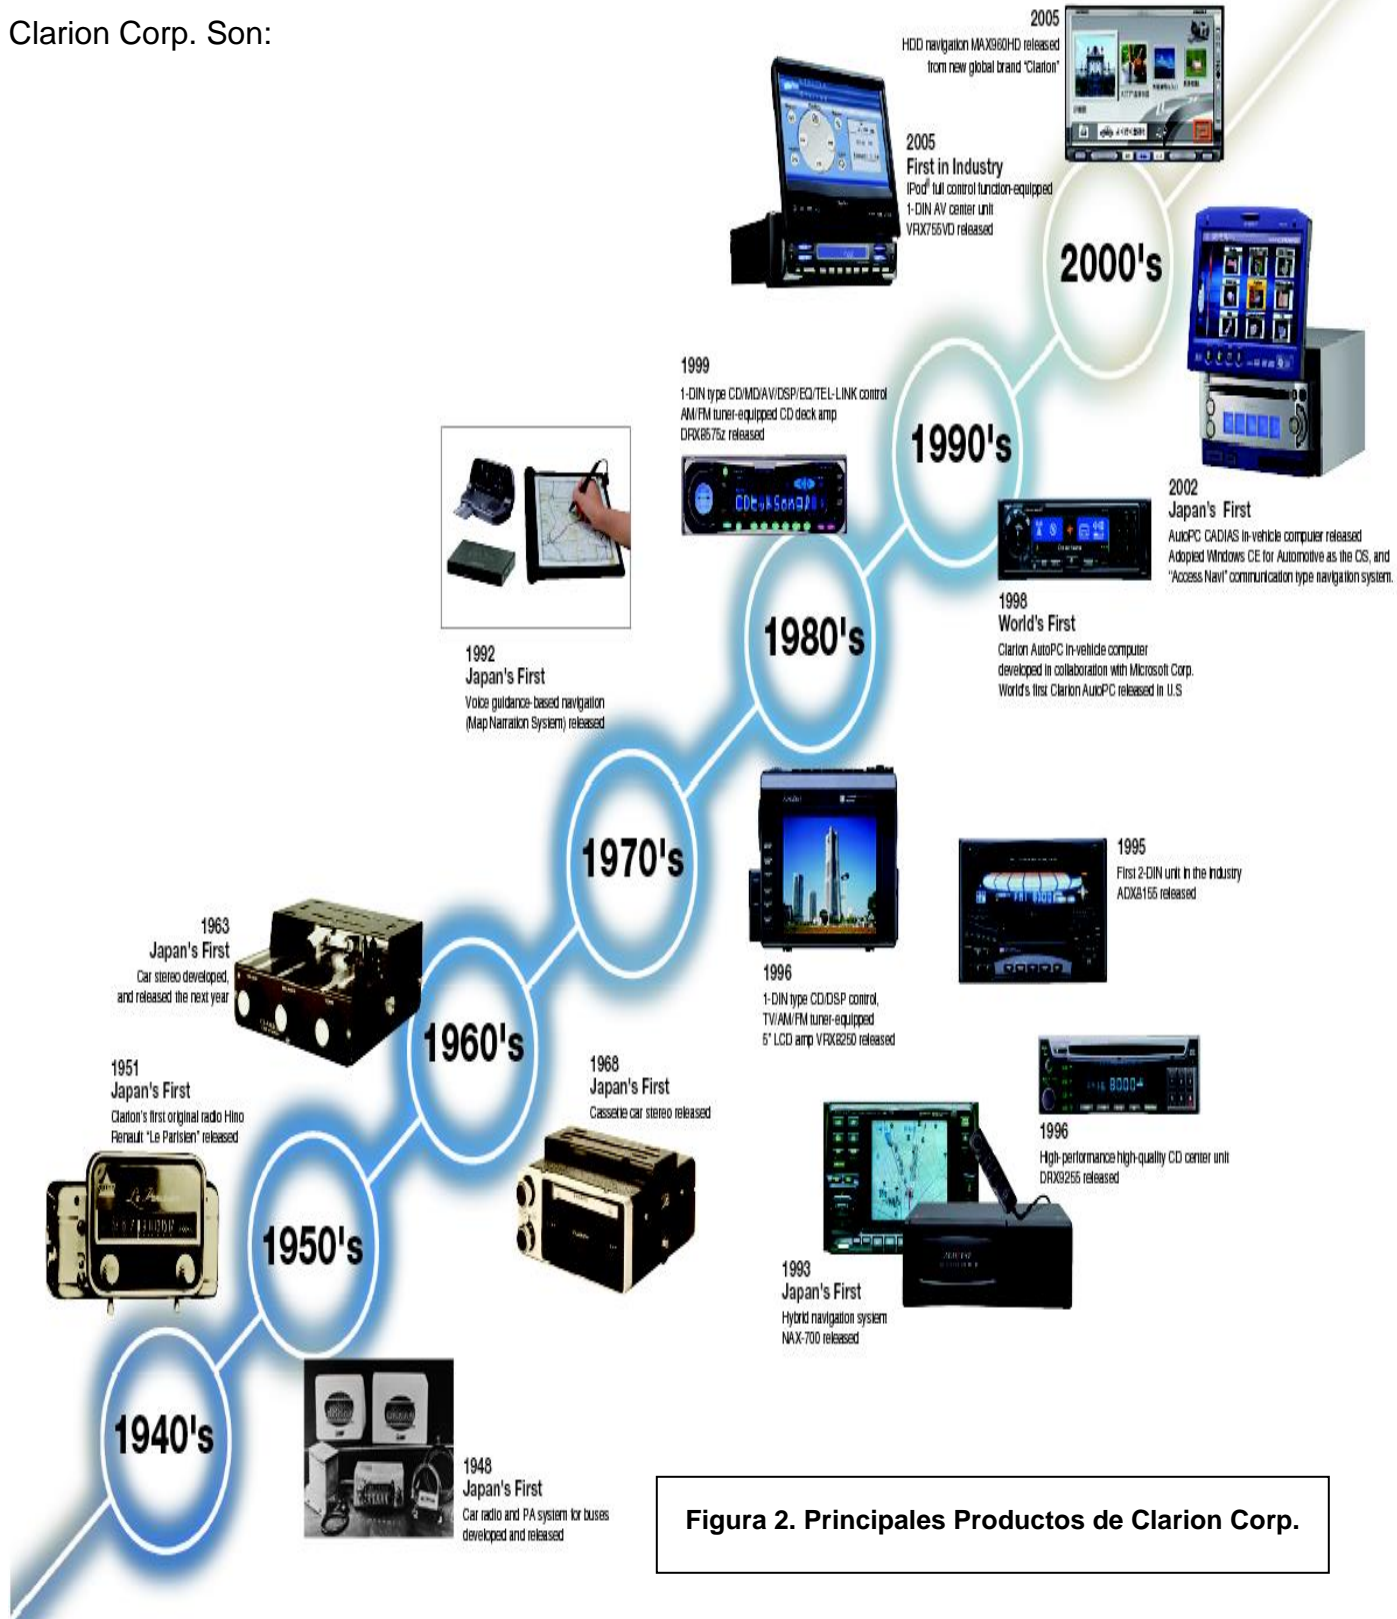 Clarion Corp. Son:
2005
HDD navigation MAX960HD released
from new global brand "Clarion"
2005
First in Industry
iPod® full control function-equipped
1-DIN AV center unit
VRX755VD released
2000's
1999
1-DIN type CD/MD/AV/DSP/EQ/TEL-LINK control
AM/FM tuner-equipped CD deck amp
DRX8575z released
1990's
2002
Japan's First
AutoPC CADIAS in-vehicle computer released
Adopted Windows CE for Automotive as the OS, and
"Access Navi" communication type navigation system.
1998
World's First
Clarion AutoPC in-vehicle computer
developed in collaboration with Microsoft Corp.
World's first Clarion AutoPC released in U.S
1980's
1992
Japan's First
Voice guidance-based navigation
(Map Narration System) released
1970's
1995
First 2-DIN unit in the industry
ADX8155 released
1996
1-DIN type CD/DSP control,
TV/AM/FM tuner-equipped
5" LCD amp VRX8250 released
1963
Japan's First
Car stereo developed,
and released the next year
1960's
1951
Japan's First
Clarion's first original radio Hino
Renault "Le Parisien" released
Le Parisien
1968
Japan's First
Cassette car stereo released
1996
High-performance high-quality CD center unit
DRX9255 released
1950's
1993
Japan's First
Hybrid navigation system
NAX-700 released
1940's
1948
Japan's First
Car radio and PA system for buses
developed and released
Figura 2. Principales Productos de Clarion Corp.